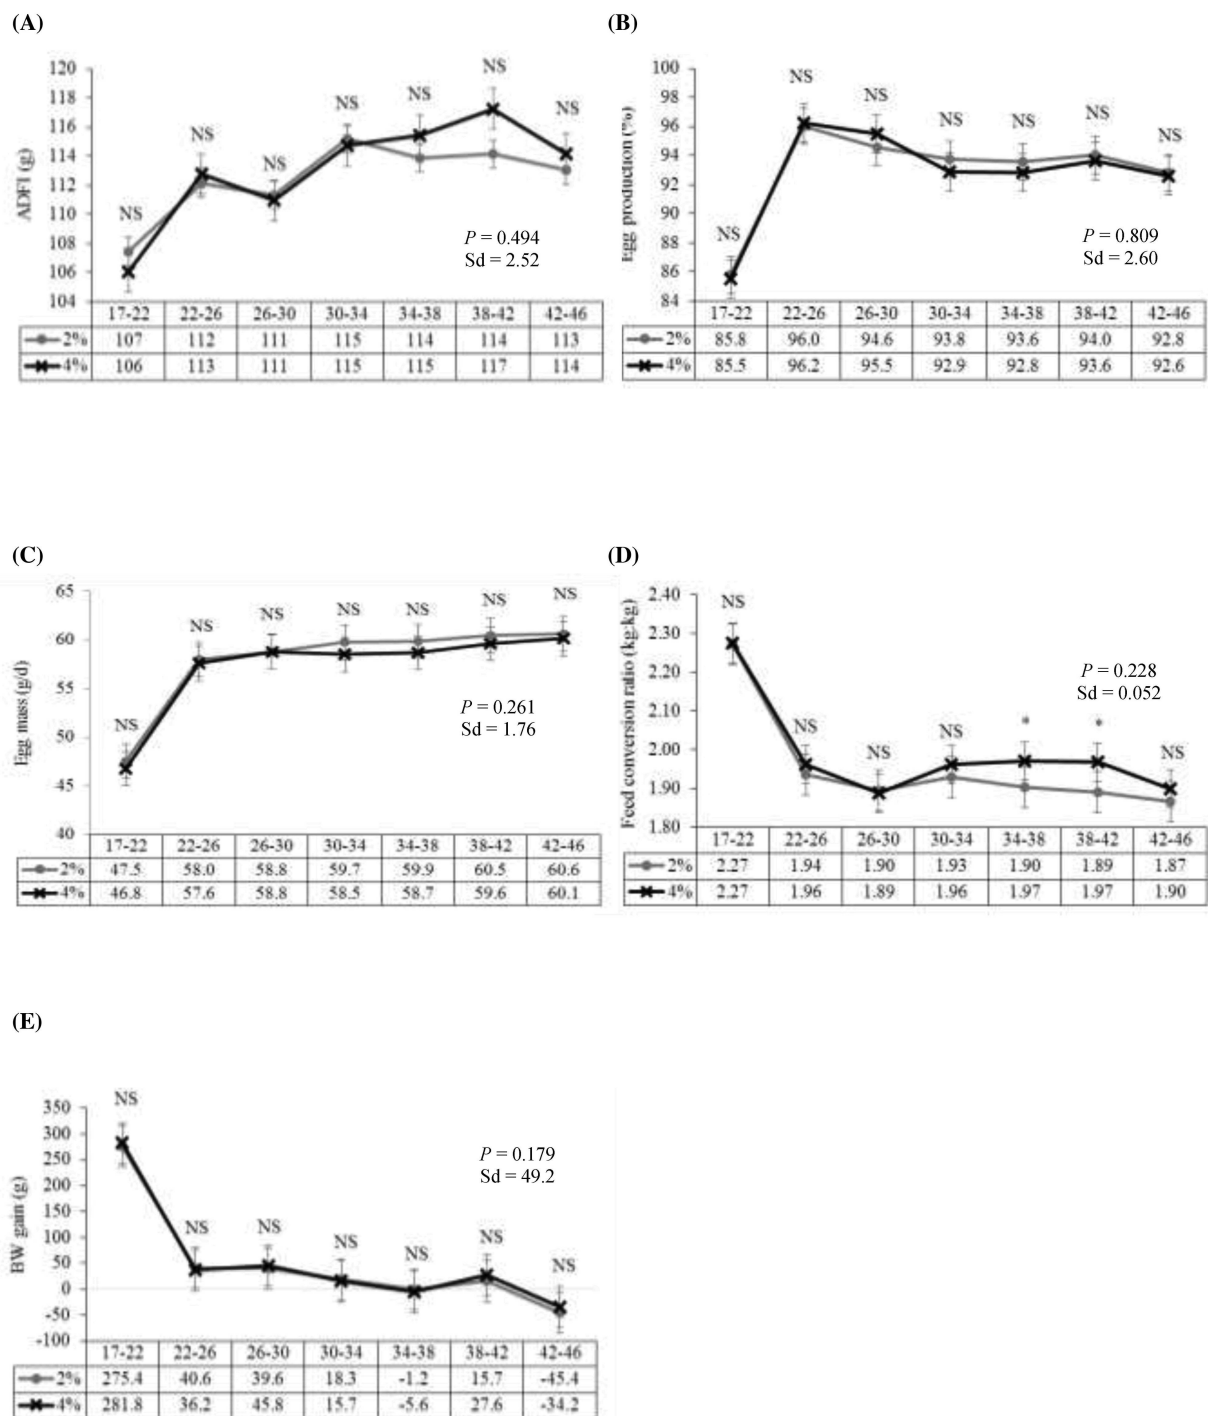 (A)
120
118
116
114
112
110
108
106
104
ADFI (g)
NS
NS
NS
NS
NS
NS
NS
P = 0.494
Sd = 2.52
17-22 22-26 26-30 30-34 34-38 38-42 42-46
2% 107 112 111 115 114 114 113
4% 106 113 111 115 115 117 114
(B)
100
98
96
94
92
90
88
86
84
Egg production (%)
NS
NS
NS
NS
NS
NS
NS
P = 0.809
Sd = 2.60
17-22 22-26 26-30 30-34 34-38 38-42 42-46
2% 85.8 96.0 94.6 93.8 93.6 94.0 92.8
4% 85.5 96.2 95.5 92.9 92.8 93.6 92.6
(C)
65
60
55
50
45
40
Egg mass (g/d)
NS
NS
NS
NS
NS
NS
NS
P = 0.261
Sd = 1.76
17-22 22-26 26-30 30-34 34-38 38-42 42-46
2% 47.5 58.0 58.8 59.7 59.9 60.5 60.6
4% 46.8 57.6 58.8 58.5 58.7 59.6 60.1
(D)
2.40
2.30
2.20
2.10
2.00
1.90
1.80
Feed conversion ratio (kg:kg)
NS
NS
NS
NS
*
*
NS
P = 0.228
Sd = 0.052
17-22 22-26 26-30 30-34 34-38 38-42 42-46
2% 2.27 1.94 1.90 1.93 1.90 1.89 1.87
4% 2.27 1.96 1.89 1.96 1.97 1.97 1.90
(E)
350
300
250
200
150
100
50
0
-50
-100
BW gain (g)
NS
NS
NS
NS
NS
NS
NS
P = 0.179
Sd = 49.2
17-22 22-26 26-30 30-34 34-38 38-42 42-46
2% 275.4 40.6 39.6 18.3 -1.2 15.7 -45.4
4% 281.8 36.2 45.8 15.7 -5.6 27.6 -34.2